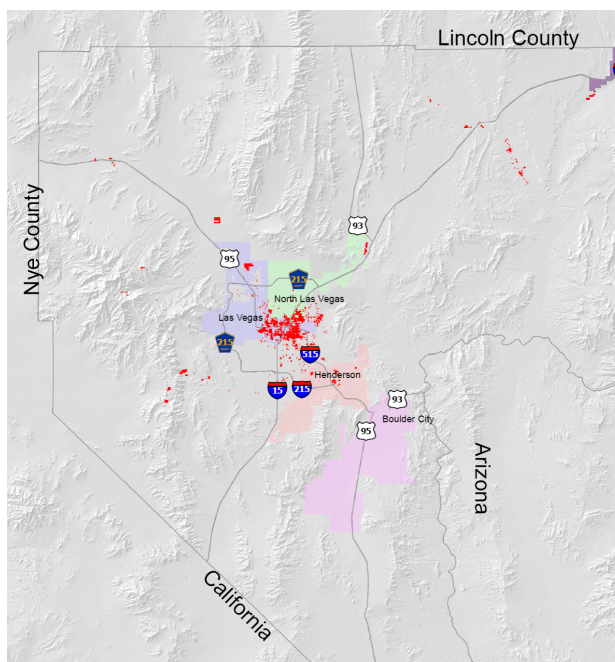 Lincoln County
Nye County
93
95
215
North Las Vegas
Las Vegas
215
515
Henderson
15
215
93
Boulder City
95
Arizona
California